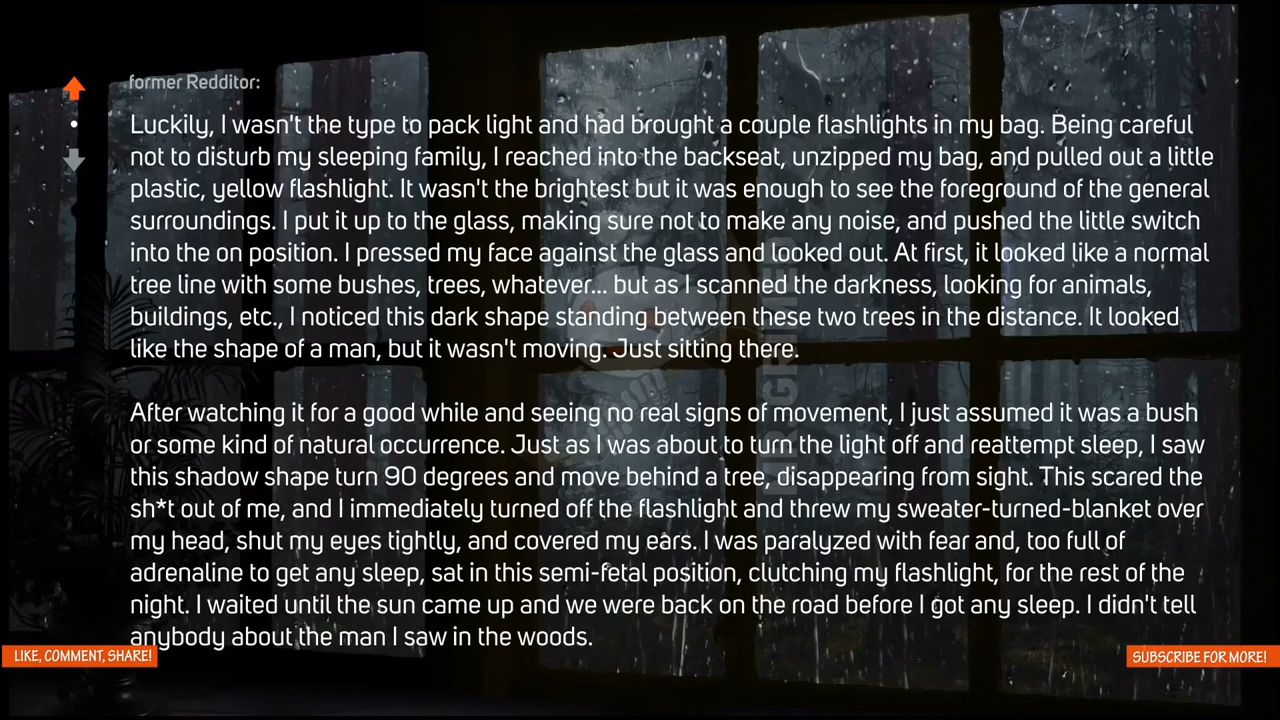 former Redditor:
Luckily, I wasn't the type to pack light and had brought a couple flashlights in my bag. Being careful
not to disturb my sleeping family, I reached into the backseat, unzipped my bag, and pulled out a little
plastic, yellow flashlight. It wasn't the brightest but it was enough to see the foreground of the general
surroundings. I put it up to the glass, making sure not to make any noise, and pushed the little switch
into the on position. I pressed my face against the glass and looked out. At first, it looked like a normal
tree line with some bushes, trees, whatever... but as I scanned the darkness, looking for animals,
buildings, etc., I noticed this dark shape standing between these two trees in the distance. It looked
like the shape of a man, but it wasn't moving. Just sitting there.
After watching it for a good while and seeing no real signs of movement, I just assumed it was a bush
or some kind of natural occurrence. Just as I was about to turn the light off and reattempt sleep, I saw
this shadow shape turn 90 degrees and move behind a tree, disappearing from sight. This scared the
sh*t out of me, and I immediately turned off the flashlight and threw my sweater-turned-blanket over
my head, shut my eyes tightly, and covered my ears. I was paralyzed with fear and, too full of
adrenaline to get any sleep, sat in this semi-fetal position, clutching my flashlight, for the rest of the
night. I waited until the sun came up and we were back on the road before I got any sleep. I didn't tell
anybody about the man I saw in the woods.
LIKE, COMMENT, SHARE!
SUBSCRIBE FOR MORE!